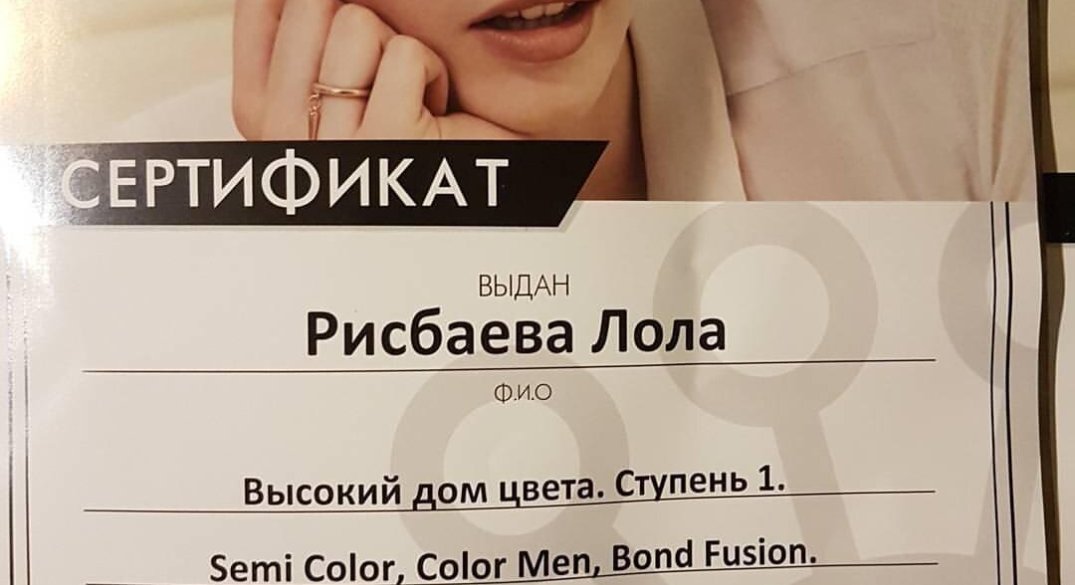 СЕРТИФИКАТ
ВЫДАН
Рисбаева Лола
Ф.И.О
Высокий дом цвета. Ступень 1.
Semi Color, Color Men, Bond Fusion.